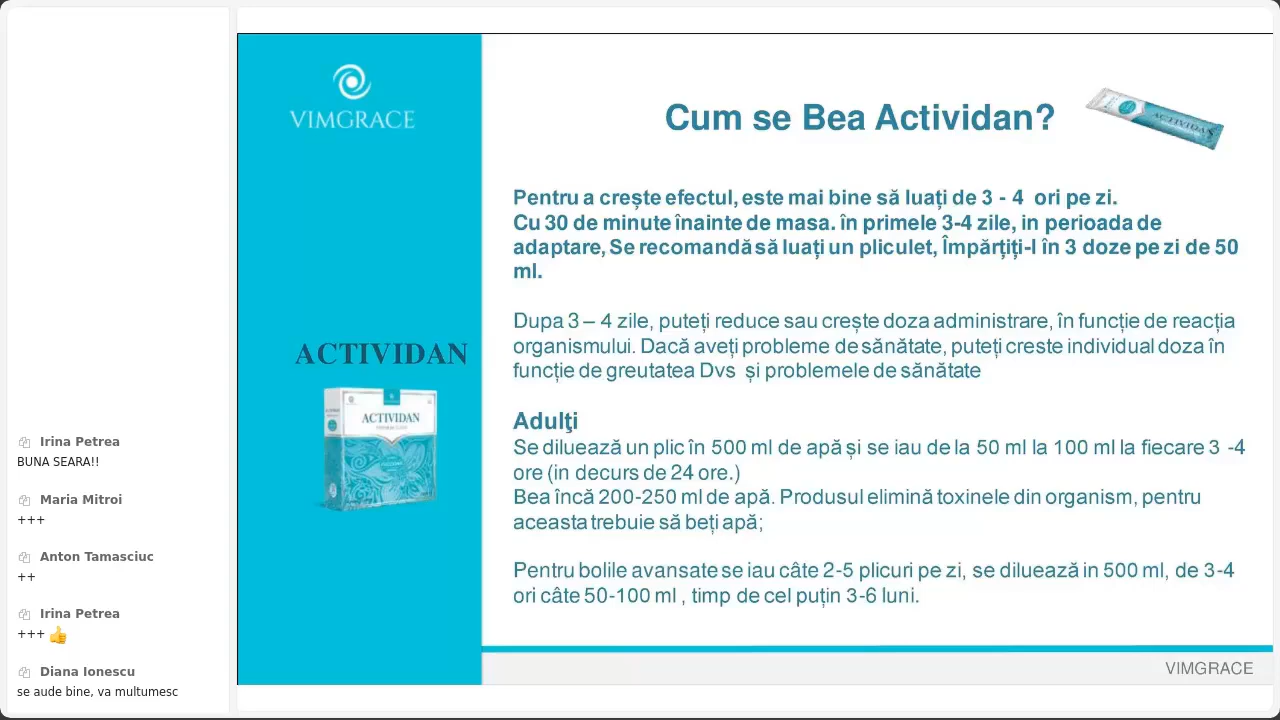 Irina Petrea
BUNA SEARA!!
Maria Mitroi
+++
Anton Tamasciuc
++
Irina Petrea
+++ 👍
Diana Ionescu
se aude bine, va multumesc
VIMGRACE
ACTIVIDAN
ACTIVIDAN
Cum se Bea Actividan?
ACTIVIDAN
Pentru a crește efectul, este mai bine să luați de 3 - 4 ori pe zi.
Cu 30 de minute înainte de masa. în primele 3-4 zile, in perioada de
adaptare, Se recomandă să luați un pliculet, Împărțiți-l în 3 doze pe zi de 50
ml.
Dupa 3 – 4 zile, puteți reduce sau crește doza administrare, în funcție de reacția
organismului. Dacă aveți probleme de sănătate, puteți creste individual doza în
funcție de greutatea Dvs și problemele de sănătate
Adulţi
Se diluează un plic în 500 ml de apă și se iau de la 50 ml la 100 ml la fiecare 3 -4
ore (in decurs de 24 ore.)
Bea încă 200-250 ml de apă. Produsul elimină toxinele din organism, pentru
aceasta trebuie să beți apă;
Pentru bolile avansate se iau câte 2-5 plicuri pe zi, se diluează in 500 ml, de 3-4
ori câte 50-100 ml , timp de cel puțin 3-6 luni.
VIMGRACE